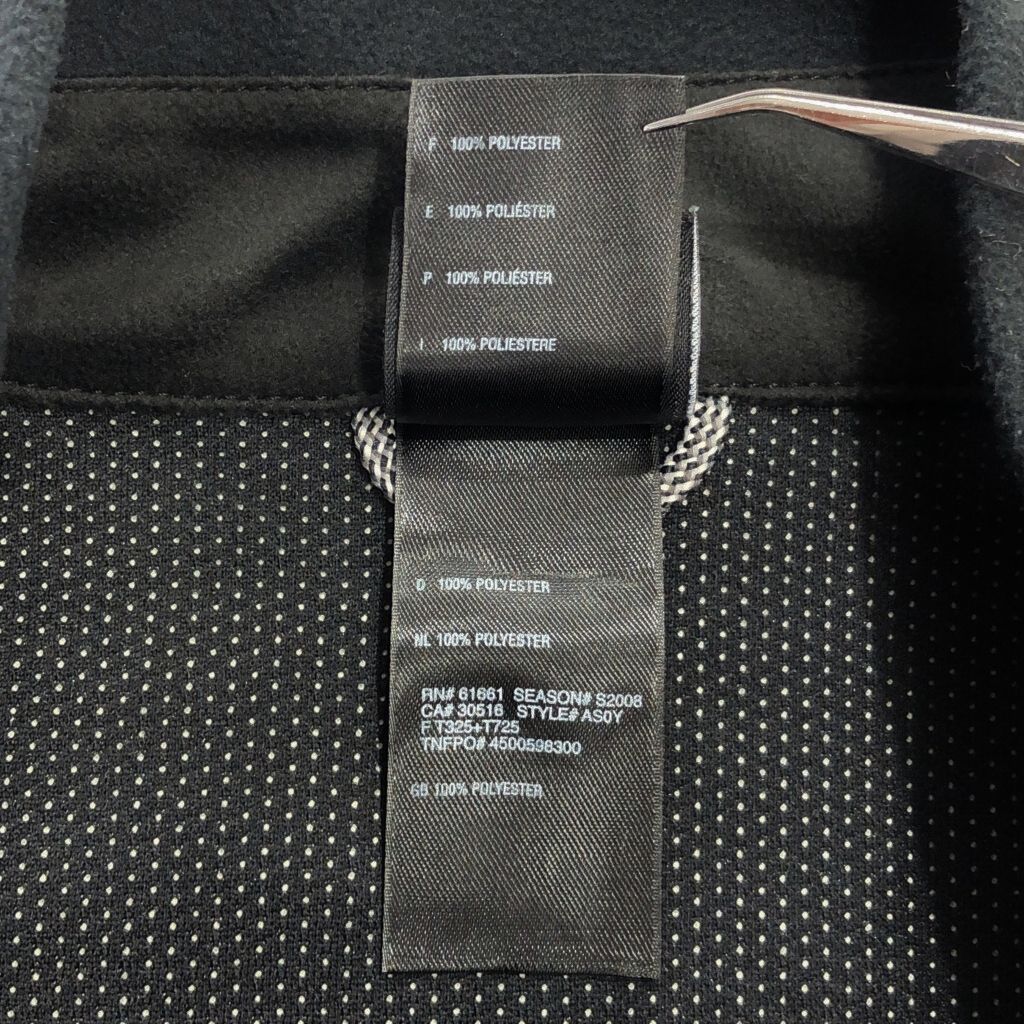 F 100% POLYESTER
E 100% POLIÉSTER
P 100% POLIÉSTER
I 100% POLIESTERE
D 100% POLYESTER
NL 100% POLYESTER
RN# 61661 SEASON# S2008
CA# 30516 STYLE# AS0Y
F T325+T725
TNFPO# 4500598300
GB 100% POLYESTER